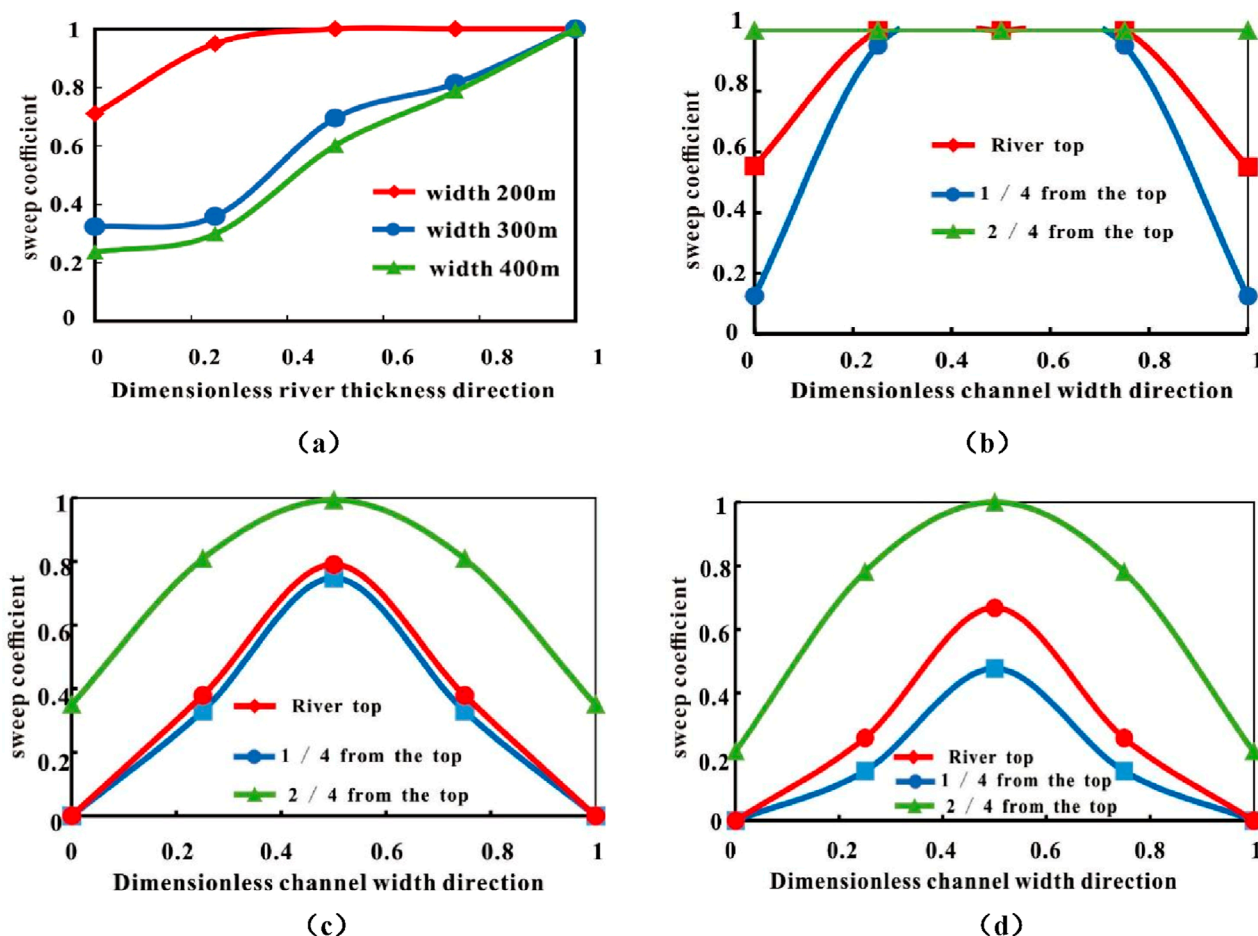 1
0.8
0.6
0.4
0.2
0
sweep coefficient
width 200m
width 300m
width 400m
0
0.2
0.4
0.6
0.8
1
Dimensionless river thickness direction
(a)
1
0.8
0.6
0.4
0.2
0
sweep coefficient
River top
1 / 4 from the top
2 / 4 from the top
0
0.2
0.4
0.6
0.8
1
Dimensionless channel width direction
(b)
1
0.8
0.6
0.4
0.2
0
sweep coefficient
River top
1 / 4 from the top
2 / 4 from the top
0
0.2
0.4
0.6
0.8
1
Dimensionless channel width direction
(c)
1
0.8
0.6
0.4
0.2
0
sweep coefficient
River top
1 / 4 from the top
2 / 4 from the top
0
0.2
0.4
0.6
0.8
1
Dimensionless channel width direction
(d)